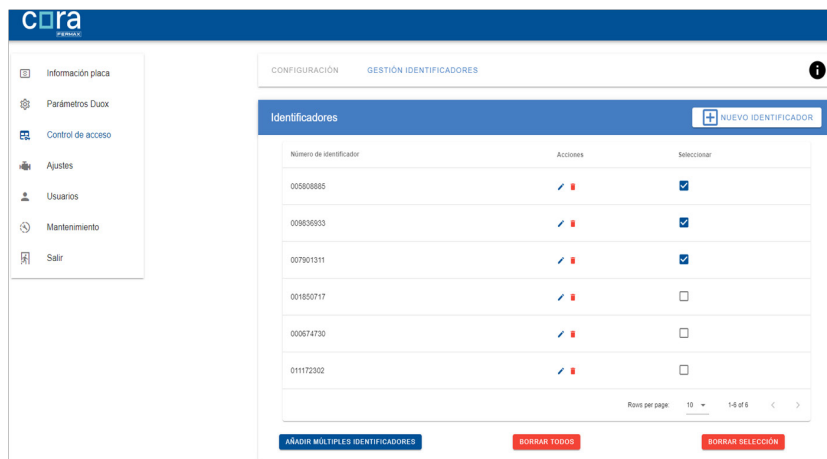 cora
FERMAX
Información placa
Parámetros Duox
Control de acceso
Ajustes
Usuarios
Mantenimiento
Salir
CONFIGURACIÓN GESTIÓN IDENTIFICADORES
Identificadores NUEVO IDENTIFICADOR
Número de identificador Acciones Seleccionar
005808885
009836933
007901311
001850717
000674730
011172302
Rows per page: 10 1-6 of 6
AÑADIR MÚLTIPLES IDENTIFICADORES BORRAR TODOS BORRAR SELECCIÓN